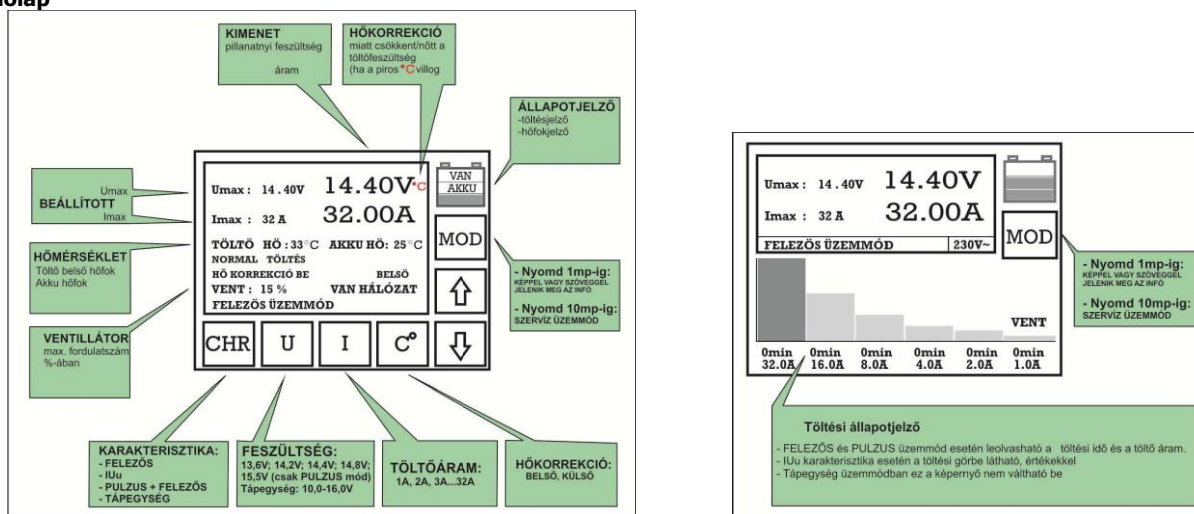 KIMENET
pillanatnyi feszültség
áram
HŐKORREKCIÓ
miatt csökkent/nőtt a
töltőfeszültség
(ha a piros °C villog
ÁLLAPOTJELZŐ
-töltésjelző
-hőfokjelző
Umax
BEÁLLÍTOTT
Imax
HŐMÉRSÉKLET
Töltő belső hőfok
Akku hőfok
VENTILLÁTOR
max. fordulatszám
%-ában
Umax : 14 . 40V 14.40V °C
Imax : 32 A 32.00A
TÖLTÖ HÖ : 33°C AKKU HÖ: 25°C
NORMAL TÖLTÉS
HÖ KORREKCIÓ BE BELSÖ
VENT : 15 % VAN HÁLÓZAT
FELEZÖS ÜZEMMÓD
VAN
AKKU
MOD
CHR U I C°
- Nyomd 1mp-ig:
KÉPPEL VAGY SZÖVEGGEL
JELENIK MEG AZ INFÓ
- Nyomd 10mp-ig:
SZERVÍZ ÜZEMMÓD
KARAKTERISZTIKA:
- FELEZŐS
- IUu
- PULZUS + FELEZŐS
- TÁPEGYSÉG
FESZÜLTSÉG:
13,6V; 14,2V; 14,4V; 14,8V;
15,5V (csak PULZUS mód)
Tápegység: 10,0-16,0V
TÖLTŐÁRAM:
1A, 2A, 3A...32A
HŐKORREKCIÓ:
BELSŐ, KÜLSŐ
Umax : 14 . 40V 14.40V
Imax : 32 A 32.00A
FELEZÖS ÜZEMMÓD 230V~
MOD
- Nyomd 1mp-ig:
KÉPPEL VAGY SZÖVEGGEL
JELENIK MEG AZ INFÓ
- Nyomd 10mp-ig:
SZERVÍZ ÜZEMMÓD
VENT
0min 0min 0min 0min 0min 0min
32.0A 16.0A 8.0A 4.0A 2.0A 1.0A
Töltési állapotjelző
- FELEZŐS és PULZUS üzemmód esetén leolvasható a töltési idő és a töltő áram.
- IUu karakterisztika esetén a töltési görbe látható, értékekkel
- Tápegység üzemmódban ez a képernyő nem váltható be